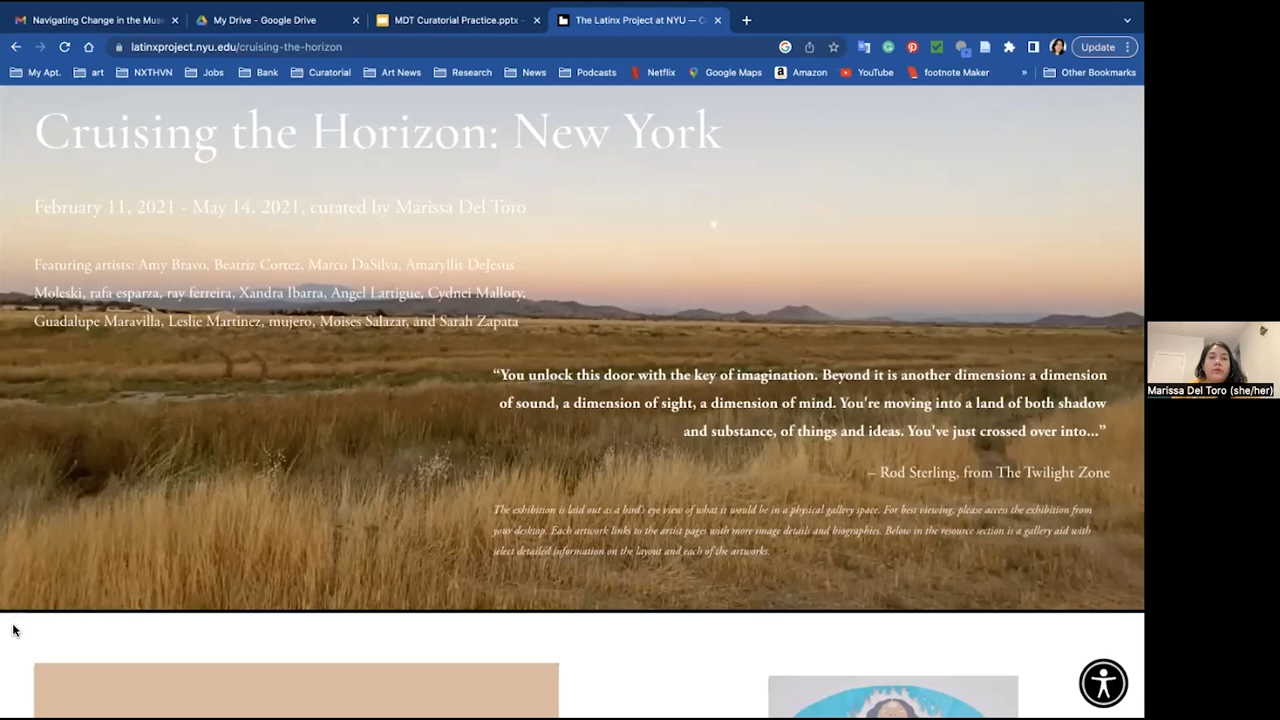 Navigating Change in the Mus
My Drive - Google Drive
MDT Curatorial Practice.pptx -
The Latinx Project at NYU — C
latinxproject.nyu.edu/cruising-the-horizon
Update
My Apt.
art
NXTHVN
Jobs
Bank
Curatorial
Art News
Research
News
Podcasts
Netflix
Google Maps
Amazon
YouTube
footnote Maker
»
Other Bookmarks
Cruising the Horizon: New York
February 11, 2021 - May 14, 2021, curated by Marissa Del Toro
Featuring artists: Amy Bravo, Beatriz Cortez, Marco DaSilva, Amaryllis DeJesus
Moleski, rafa esparza, ray ferreira, Xandra Ibarra, Angel Lartigue, Cydnei Mallory,
Guadalupe Maravilla, Leslie Martinez, mujero, Moises Salazar, and Sarah Zapata
“You unlock this door with the key of imagination. Beyond it is another dimension: a dimension
of sound, a dimension of sight, a dimension of mind. You're moving into a land of both shadow
and substance, of things and ideas. You've just crossed over into...”
– Rod Sterling, from The Twilight Zone
The exhibition is laid out as a bird's eye view of what it would be in a physical gallery space. For best viewing, please access the exhibition from
your desktop. Each artwork links to the artist pages with more image details and biographies. Below in the resource section is a gallery aid with
select detailed information on the layout and each of the artworks.
Marissa Del Toro (she/her)